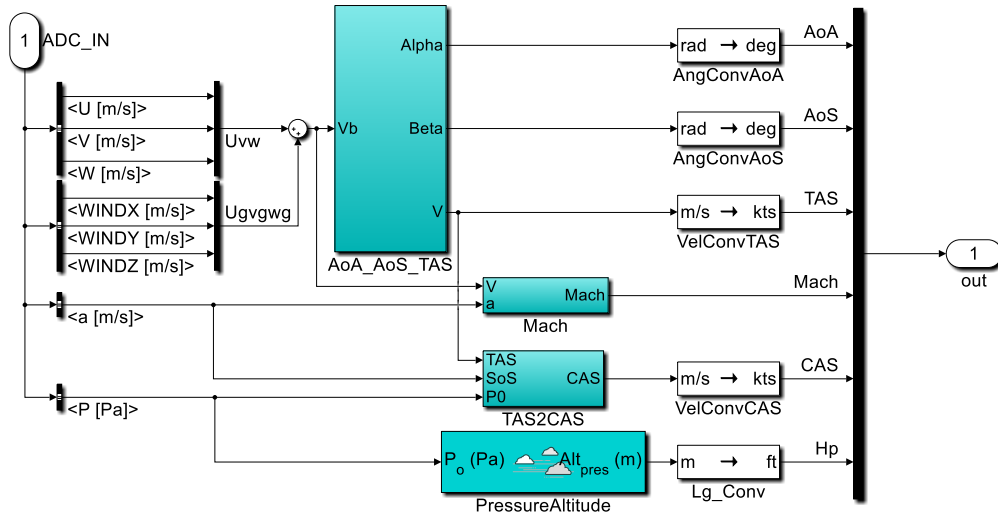 1
ADC_IN
<U [m/s]>
<V [m/s]>
<W [m/s]>
Uvw
<WINDX [m/s]>
<WINDY [m/s]>
<WINDZ [m/s]>
Ugvgwg
<a [m/s]>
<P [Pa]>
++
Vb
Alpha
Beta
V
AoA_AoS_TAS
rad → deg
AngConvAoA
AoA
rad → deg
AngConvAoS
AoS
m/s → kts
VelConvTAS
TAS
V
a
Mach
Mach
Mach
TAS
SoS
P0
CAS
TAS2CAS
m/s → kts
VelConvCAS
CAS
P_o (Pa)
Alt_pres (m)
PressureAltitude
m → ft
Lg_Conv
Hp
1
out